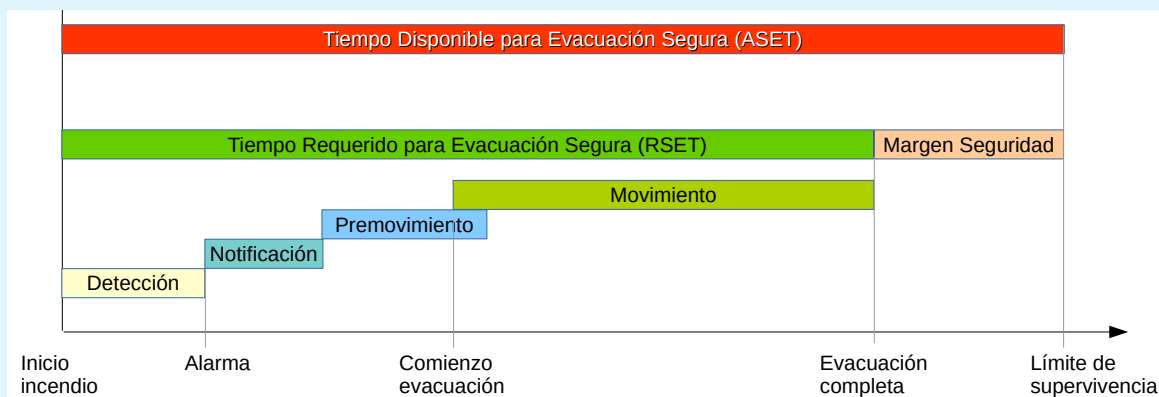 Tiempo Disponible para Evacuación Segura (ASET)
Tiempo Requerido para Evacuación Segura (RSET)
Margen Seguridad
Movimiento
Premovimiento
Notificación
Detección
Inicio
incendio
Alarma
Comienzo
evacuación
Evacuación
completa
Límite de
supervivencia